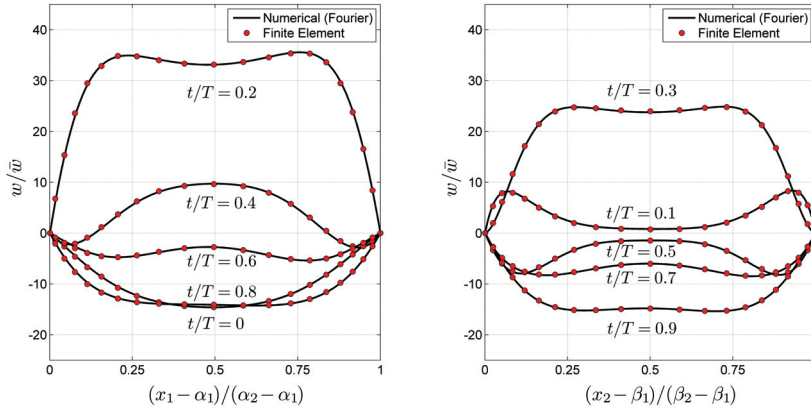 Numerical (Fourier)
Finite Element
40
30
20
10
0
-10
-20
w/w̄
t/T = 0.2
t/T = 0.4
t/T = 0.6
t/T = 0.8
t/T = 0
0
0.25
0.5
0.75
1
(x₁ − α₁)/(α₂ − α₁)
Numerical (Fourier)
Finite Element
40
30
20
10
0
-10
-20
w/w̄
t/T = 0.3
t/T = 0.1
t/T = 0.5
t/T = 0.7
t/T = 0.9
0
0.25
0.5
0.75
(x₂ − β₁)/(β₂ − β₁)